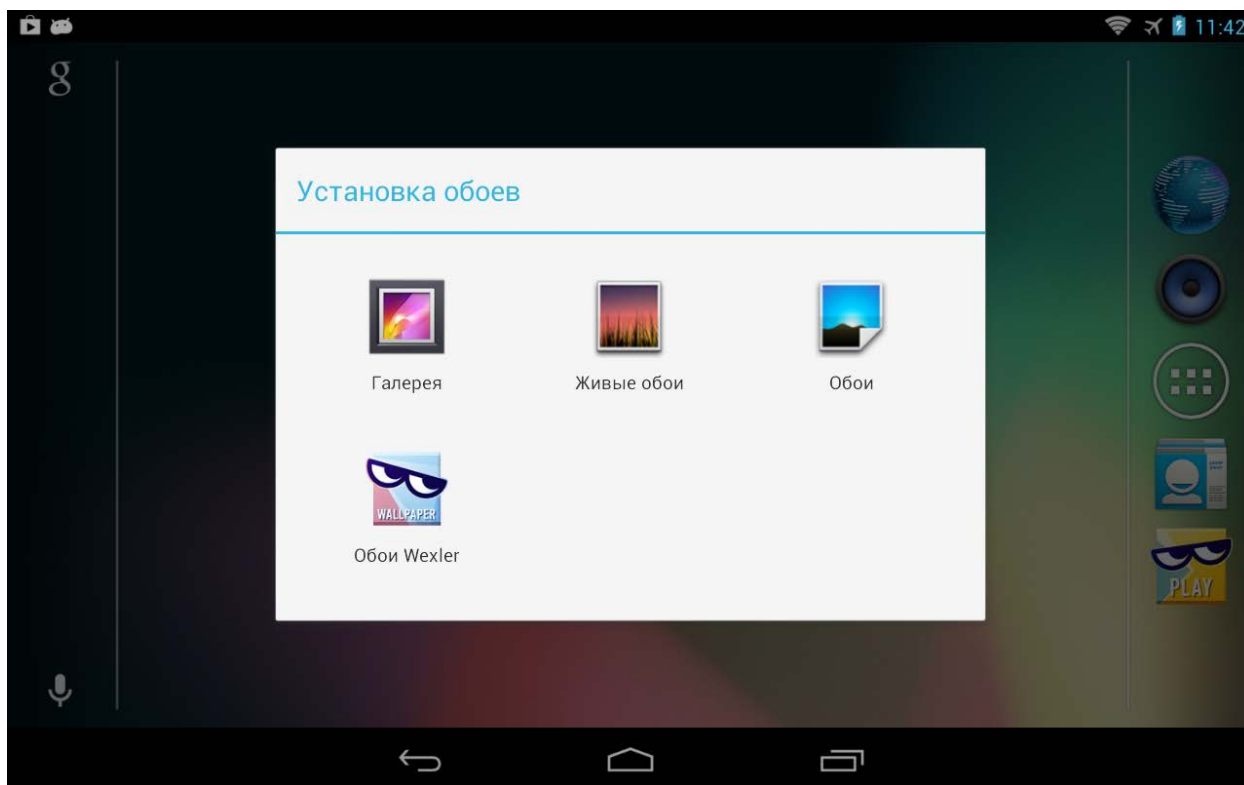 11:42
g
Установка обоев
Галерея
Живые обои
Обои
WALLPAPER
Обои Wexler
PLAY